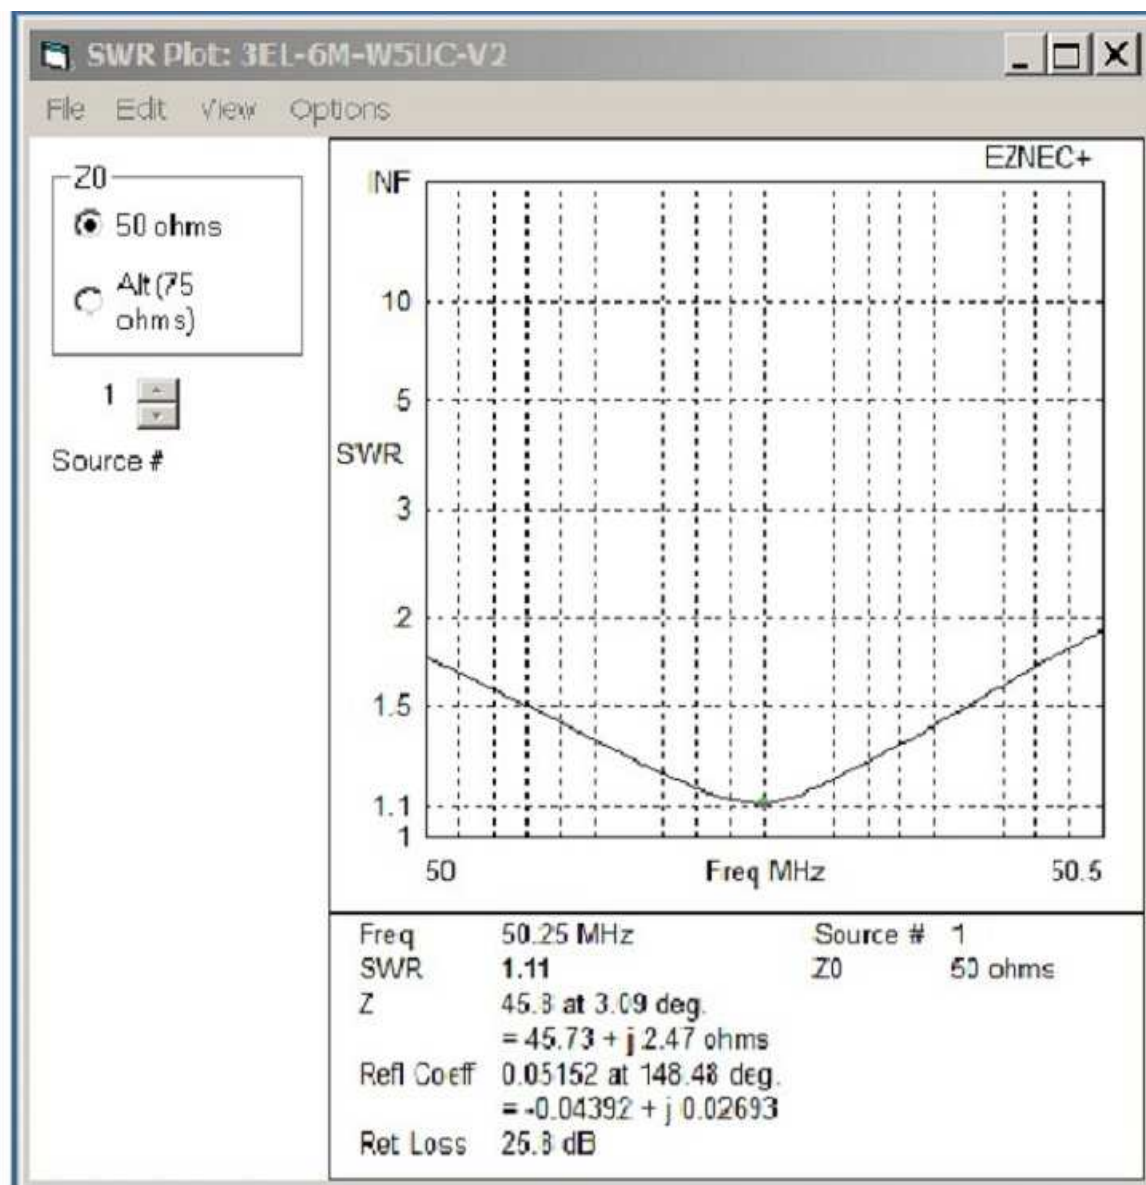 SWR Plot: 3EL-6M-W5UC-V2
File Edit View Options
Z0
50 ohms
Alt (75
ohms)
1
Source #
EZNEC+
INF
10
5
SWR
3
2
1.5
1.1
1
50 Freq MHz 50.5
Freq 50.25 MHz Source # 1
SWR 1.11 Z0 50 ohms
Z 45.8 at 3.09 deg.
= 45.73 + j 2.47 ohms
Refl Coeff 0.05152 at 148.48 deg.
= -0.04392 + j 0.02693
Ret Loss 25.8 dB